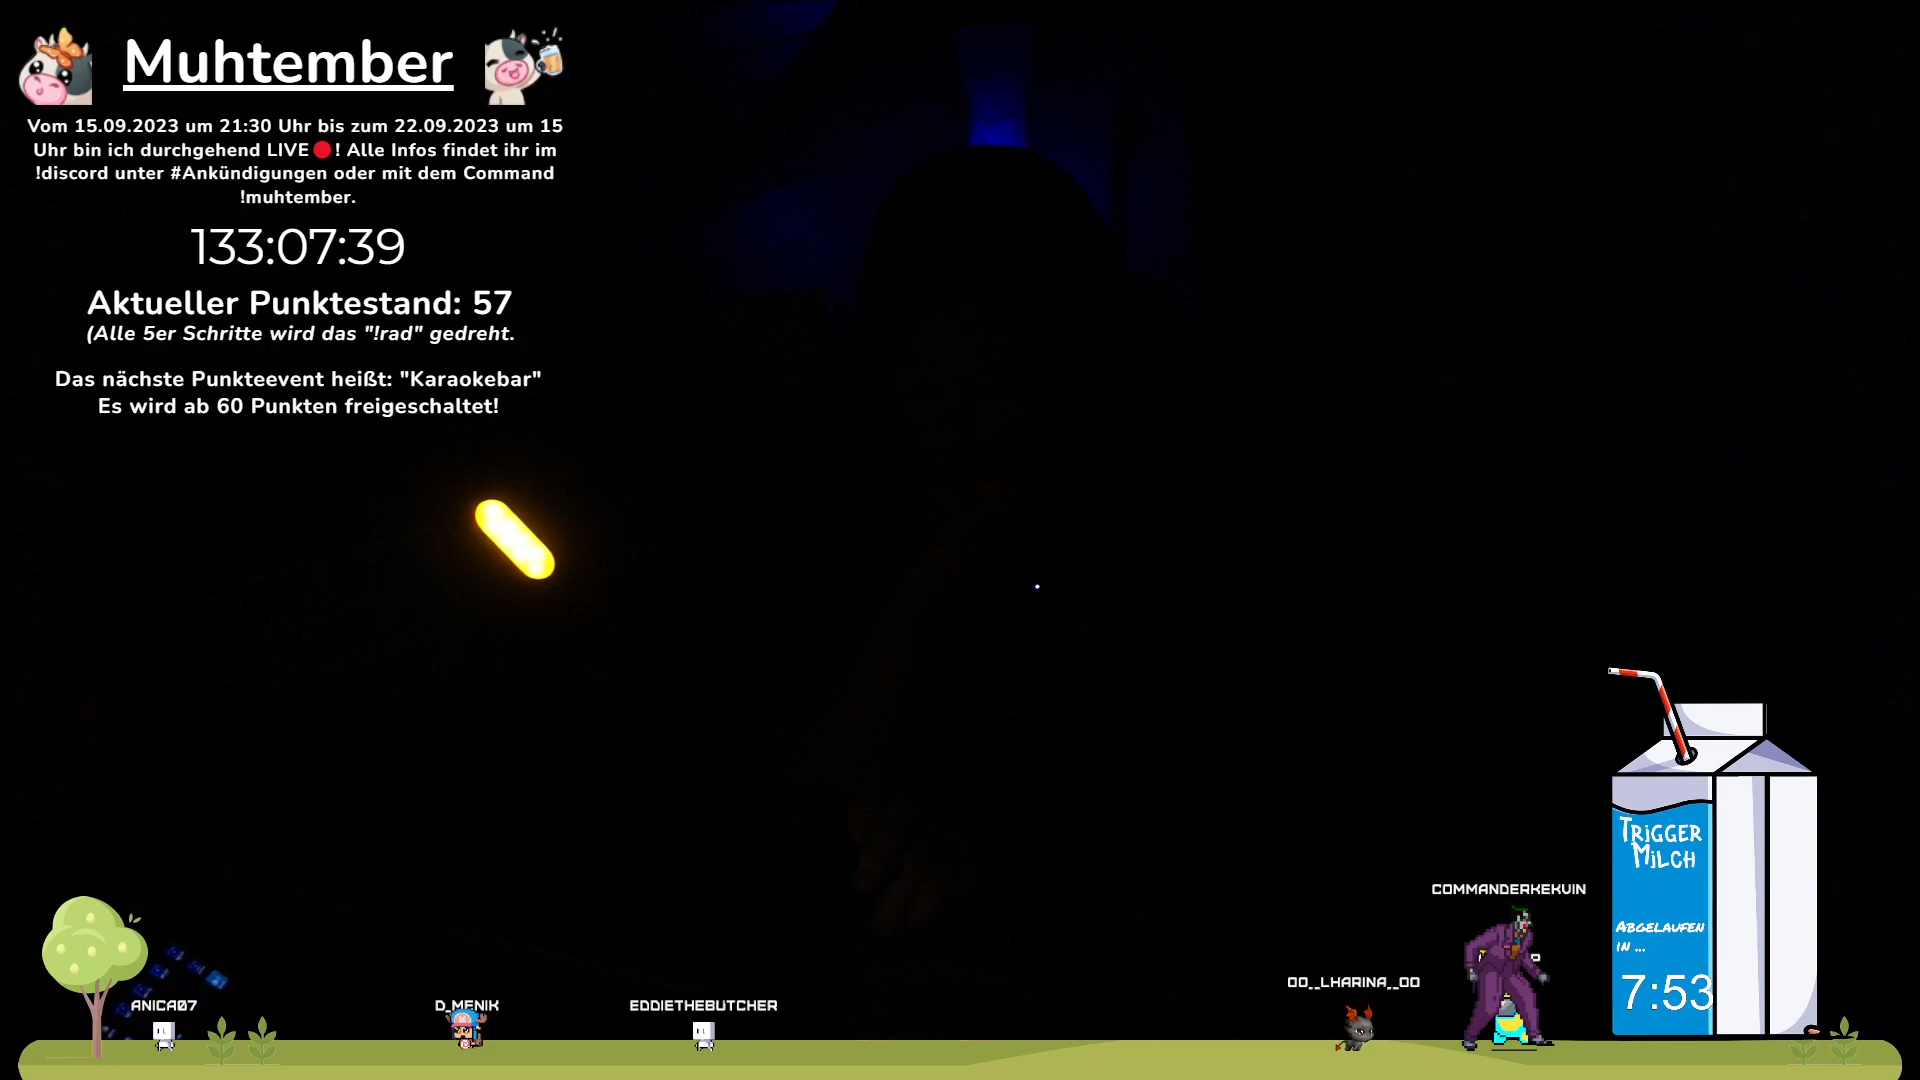 Muhtember
Vom 15.09.2023 um 21:30 Uhr bis zum 22.09.2023 um 15
Uhr bin ich durchgehend LIVE🔴! Alle Infos findet ihr im
!discord unter #Ankündigungen oder mit dem Command
!muhtember.
133:07:39
Aktueller Punktestand: 57
(Alle 5er Schritte wird das "!rad" gedreht.
Das nächste Punkteevent heißt: "Karaokebar"
Es wird ab 60 Punkten freigeschaltet!
TRIGGER
MILCH
COMMANDERKEKVIN
ABGELAUFEN
IN ...
7:53
OO__LHARINA__OO
ANICA07
D_MENIK
EDDIETHEBUTCHER